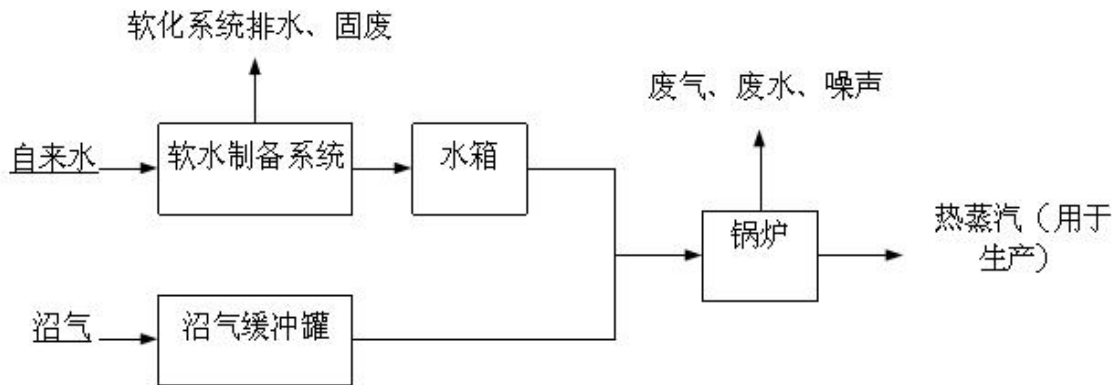 软化系统排水、固废
废气、废水、噪声
自来水
软水制备系统
水箱
锅炉
热蒸汽（用于
生产）
沼气
沼气缓冲罐